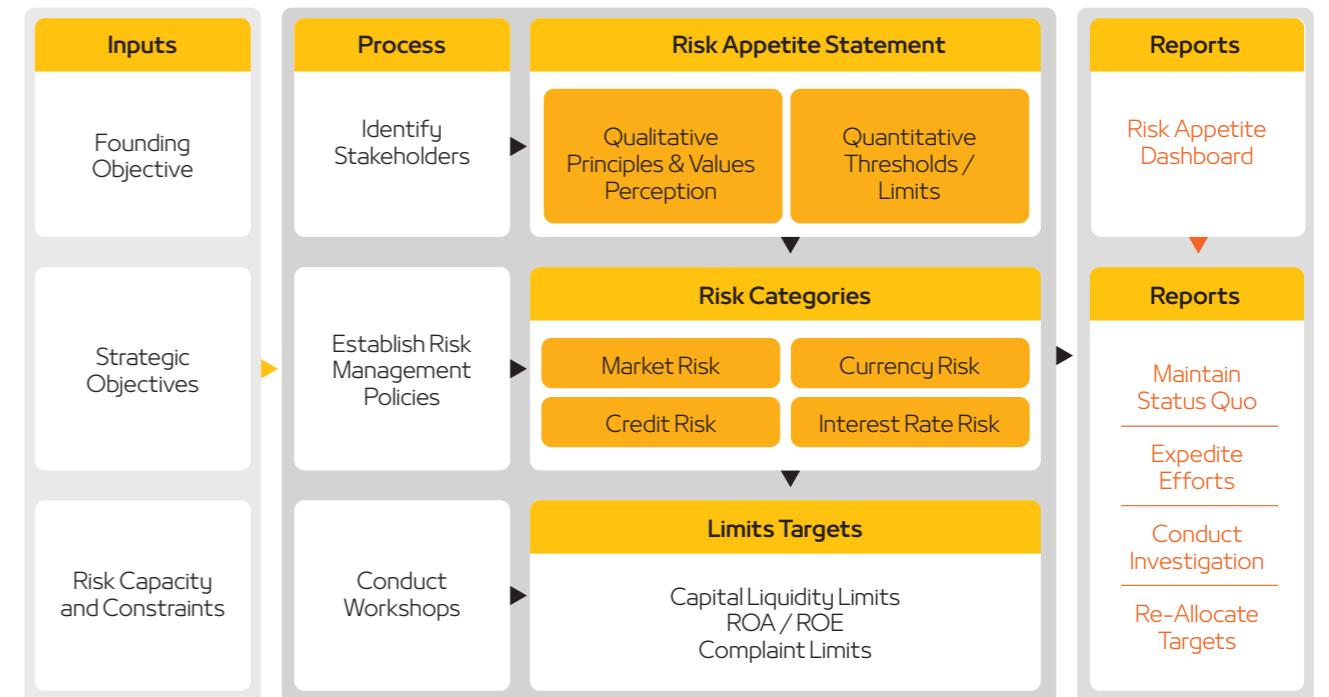 Inputs
Founding
Objective
Strategic
Objectives
Risk Capacity
and Constraints
Process
Identify
Stakeholders
Establish Risk
Management
Policies
Conduct
Workshops
Risk Appetite Statement
Qualitative
Principles & Values
Perception
Quantitative
Thresholds /
Limits
Risk Categories
Market Risk
Currency Risk
Credit Risk
Interest Rate Risk
Limits Targets
Capital Liquidity Limits
ROA / ROE
Complaint Limits
Reports
Risk Appetite
Dashboard
Reports
Maintain
Status Quo
Expedite
Efforts
Conduct
Investigation
Re-Allocate
Targets